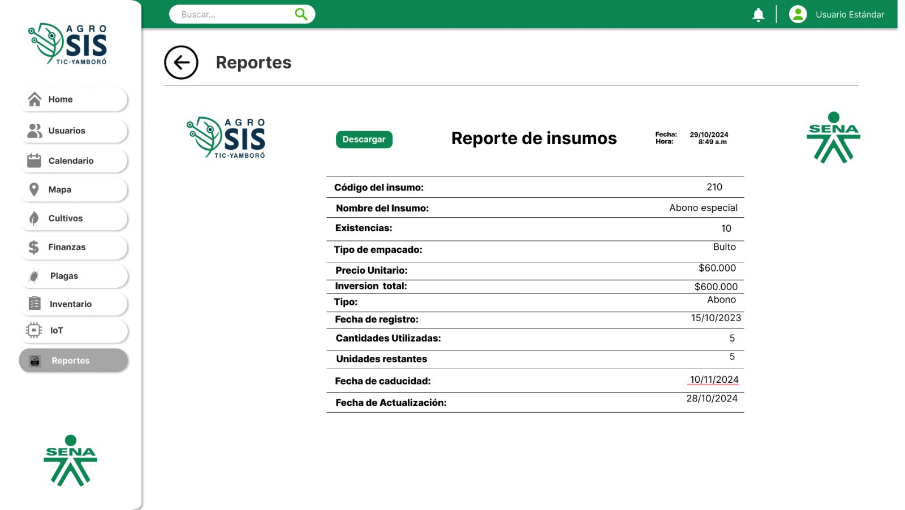 AGRO
SIS
TIC-YAMBORÓ
Buscar...
Usuario Estándar
Reportes
Home
Usuarios
Calendario
Mapa
Cultivos
Finanzas
Plagas
Inventario
IoT
Reportes
SENA
AGRO
SIS
TIC-YAMBORÓ
Descargar
Reporte de insumos
Fecha: 29/10/2024
Hora: 8:49 a.m
SENA
Código del insumo: 210
Nombre del Insumo: Abono especial
Existencias: 10
Tipo de empacado: Bulto
Precio Unitario: $60.000
Inversion total: $600.000
Tipo: Abono
Fecha de registro: 15/10/2023
Cantidades Utilizadas: 5
Unidades restantes 5
Fecha de caducidad: 10/11/2024
Fecha de Actualización: 28/10/2024